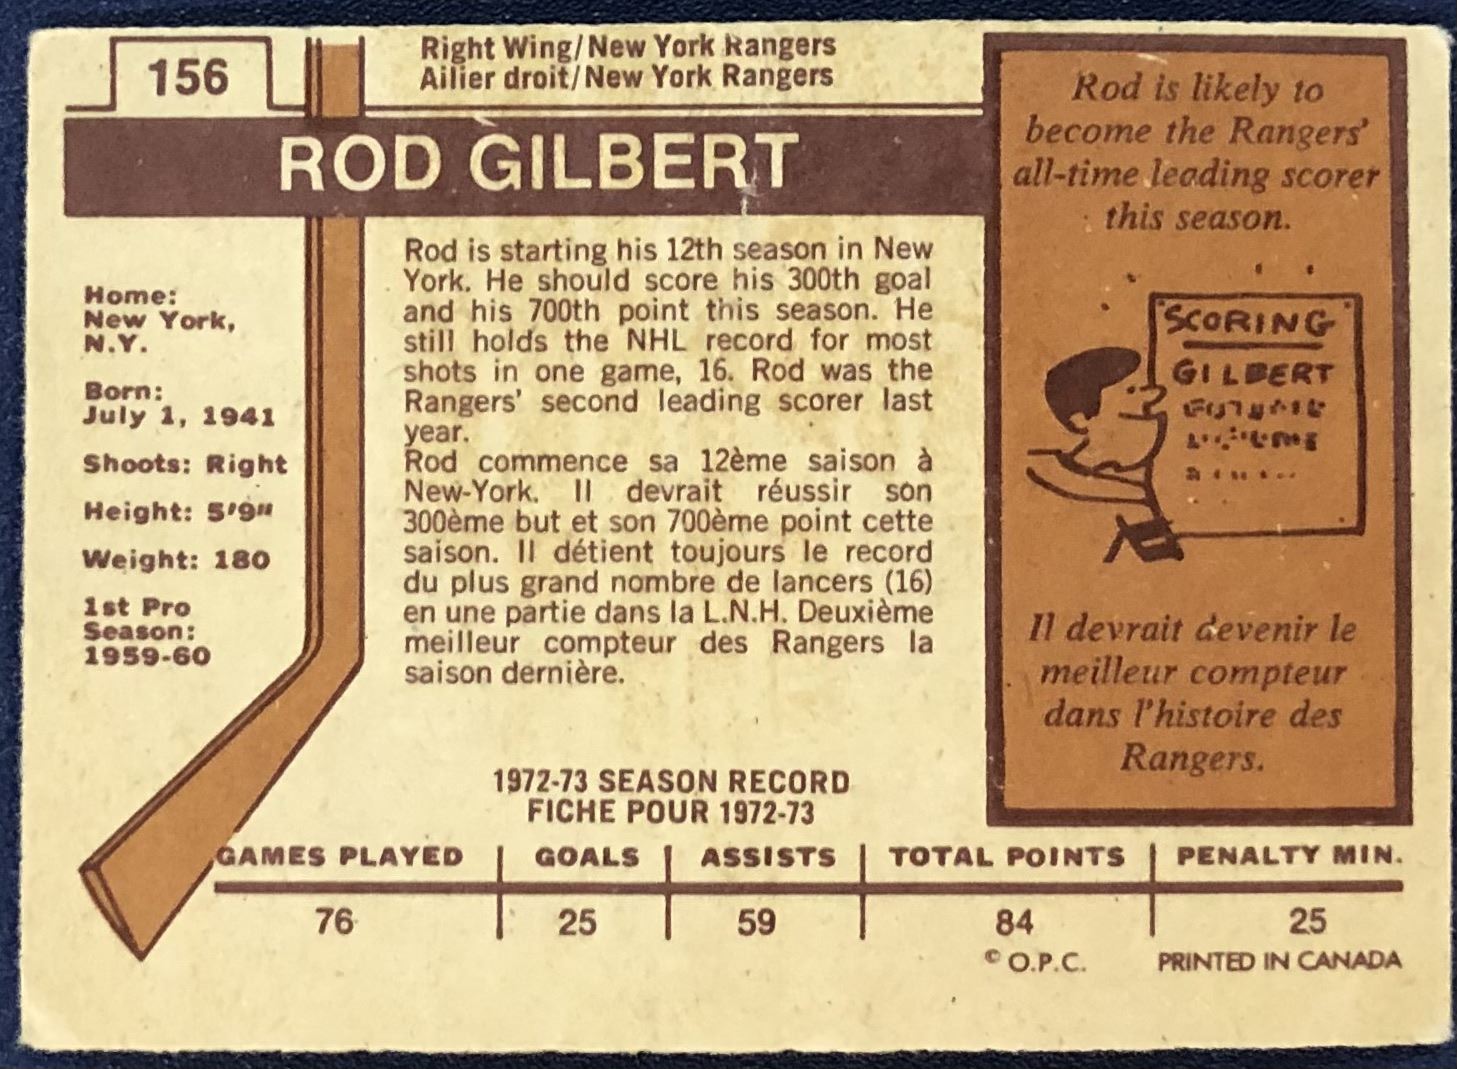 156
Right Wing/New York Rangers
Ailier droit/New York Rangers
ROD GILBERT
Home:
New York,
N.Y.
Born:
July 1, 1941
Shoots: Right
Height: 5'9"
Weight: 180
1st Pro
Season:
1959-60
Rod is starting his 12th season in New
York. He should score his 300th goal
and his 700th point this season. He
still holds the NHL record for most
shots in one game, 16. Rod was the
Rangers' second leading scorer last
year.
Rod commence sa 12ème saison à
New-York. Il devrait réussir son
300ème but et son 700ème point cette
saison. Il détient toujours le record
du plus grand nombre de lancers (16)
en une partie dans la L.N.H. Deuxième
meilleur compteur des Rangers la
saison dernière.
Rod is likely to
become the Rangers'
all-time leading scorer
this season.
SCORING
GILBERT
Il devrait devenir le
meilleur compteur
dans l'histoire des
Rangers.
1972-73 SEASON RECORD
FICHE POUR 1972-73
GAMES PLAYED GOALS ASSISTS TOTAL POINTS PENALTY MIN.
76 25 59 84 25
© O.P.C. PRINTED IN CANADA